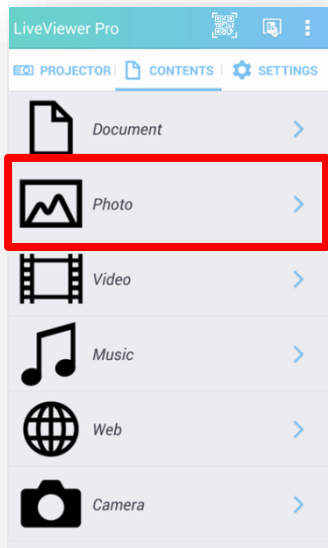 LiveViewer Pro
PROJECTOR CONTENTS SETTINGS
Document
Photo
Video
Music
Web
Camera